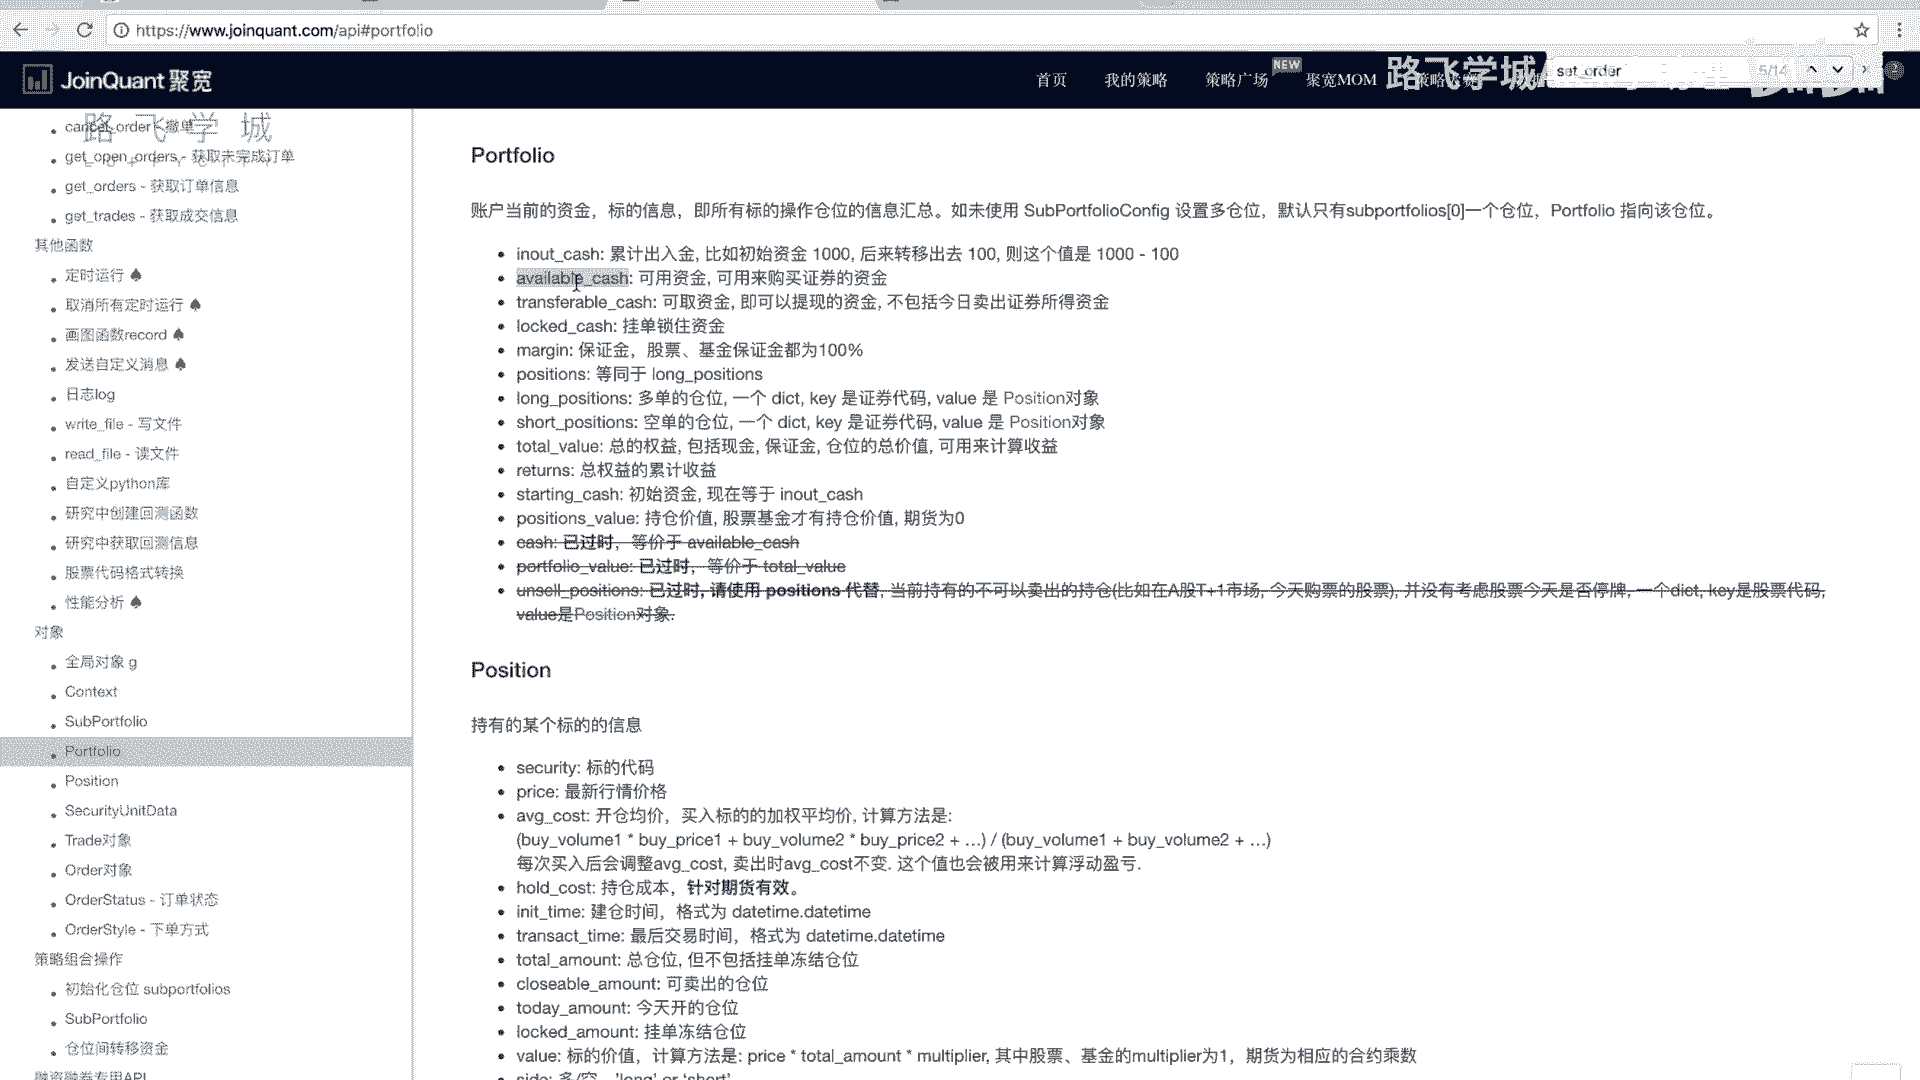 https://www.joinquant.com/api#portfolio
JoinQuant 聚宽
首页
我的策略
策略广场
NEW
聚宽MOM
路飞学城
set_order
5/14
路飞学城
cancel_order - 撤单
get_open_orders - 获取未完成订单
get_orders - 获取订单信息
get_trades - 获取成交信息
其他函数
定时运行 ♠
取消所有定时运行 ♠
画图函数record ♠
发送自定义消息 ♠
日志log
write_file - 写文件
read_file - 读文件
自定义python库
研究中创建回测函数
研究中获取回测信息
股票代码格式转换
性能分析 ♠
对象
全局对象 g
Context
SubPortfolio
Portfolio
Position
SecurityUnitData
Trade对象
Order对象
OrderStatus - 订单状态
OrderStyle - 下单方式
策略组合操作
初始化仓位 subportfolios
SubPortfolio
仓位间转移资金
融资融券专用API
Portfolio
账户当前的资金，标的信息，即所有标的操作仓位的信息汇总。如未使用 SubPortfolioConfig 设置多仓位，默认只有subportfolios[0]一个仓位，Portfolio 指向该仓位。
inout_cash: 累计出入金, 比如初始资金 1000, 后来转移出去 100, 则这个值是 1000 - 100
available_cash: 可用资金, 可用来购买证券的资金
transferable_cash: 可取资金, 即可以提现的资金, 不包括今日卖出证券所得资金
locked_cash: 挂单锁住资金
margin: 保证金，股票、基金保证金都为100%
positions: 等同于 long_positions
long_positions: 多单的仓位, 一个 dict, key 是证券代码, value 是 Position对象
short_positions: 空单的仓位, 一个 dict, key 是证券代码, value 是 Position对象
total_value: 总的权益, 包括现金, 保证金, 仓位的总价值, 可用来计算收益
returns: 总权益的累计收益
starting_cash: 初始资金, 现在等于 inout_cash
positions_value: 持仓价值, 股票基金才有持仓价值, 期货为0
cash: 已过时，等价于 available_cash
portfolio_value: 已过时，等价于 total_value
unsell_positions: 已过时, 请使用 positions 代替, 当前持有的不可以卖出的持仓(比如在A股T+1市场, 今天购票的股票), 并没有考虑股票今天是否停牌, 一个dict, key是股票代码,
value是Position对象.
Position
持有的某个标的的信息
security: 标的代码
price: 最新行情价格
avg_cost: 开仓均价，买入标的的加权平均价, 计算方法是:
(buy_volume1 * buy_price1 + buy_volume2 * buy_price2 + …) / (buy_volume1 + buy_volume2 + …)
每次买入后会调整avg_cost, 卖出时avg_cost不变. 这个值也会被用来计算浮动盈亏.
hold_cost: 持仓成本，针对期货有效。
init_time: 建仓时间，格式为 datetime.datetime
transact_time: 最后交易时间，格式为 datetime.datetime
total_amount: 总仓位, 但不包括挂单冻结仓位
closeable_amount: 可卖出的仓位
today_amount: 今天开的仓位
locked_amount: 挂单冻结仓位
value: 标的价值，计算方法是: price * total_amount * multiplier, 其中股票、基金的multiplier为1，期货为相应的合约乘数
side: 多/空，'long' or 'short'